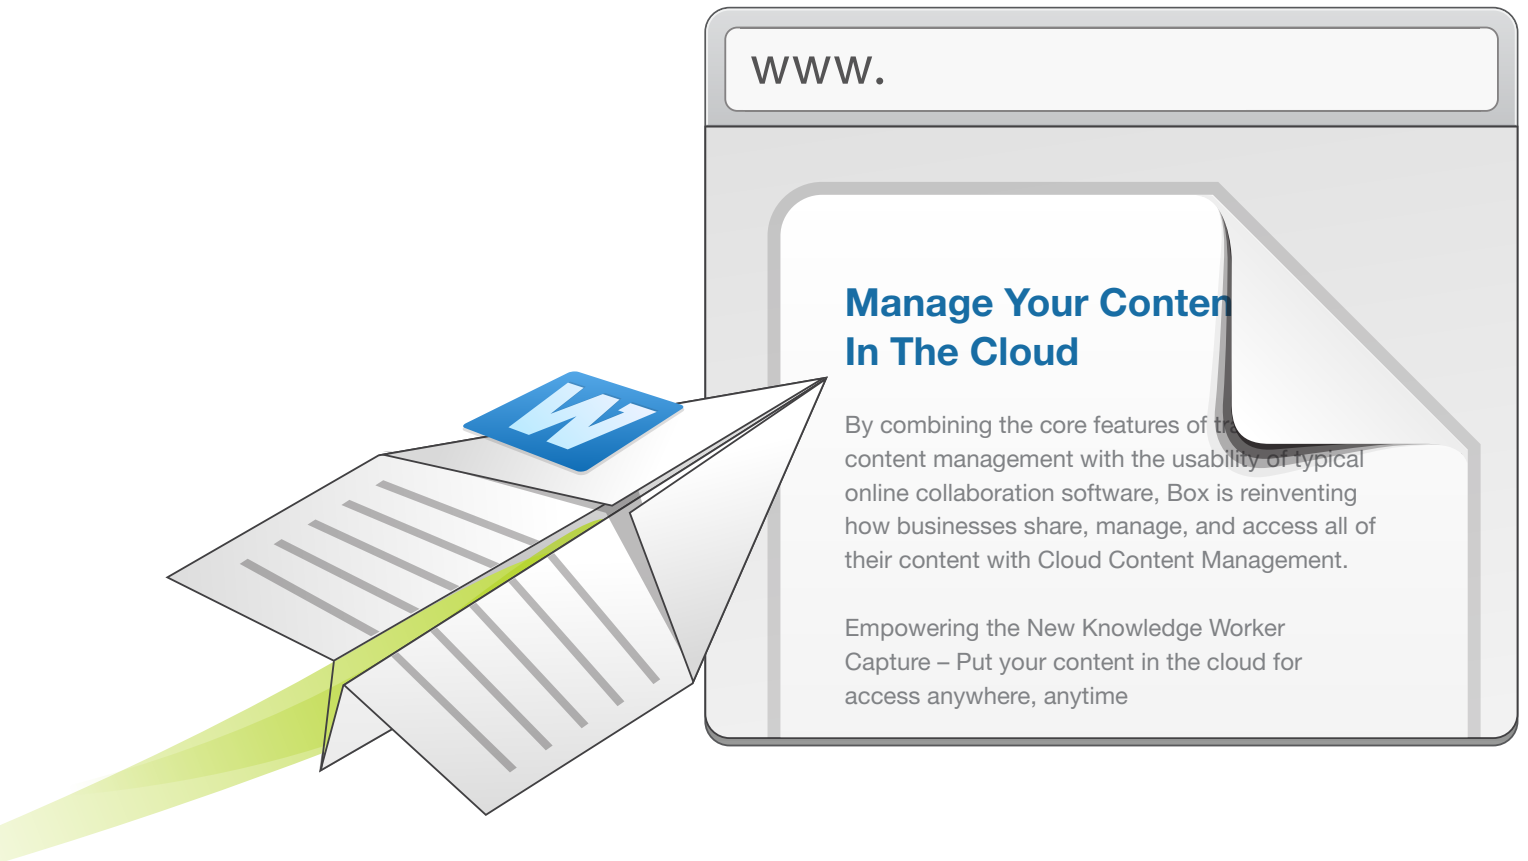 www.
Manage Your Conten
In The Cloud
W
By combining the core features of
content management with the usability of typical
online collaboration software, Box is reinventing
how businesses share, manage, and access all of
their content with Cloud Content Management.
Empowering the New Knowledge Worker
Capture – Put your content in the cloud for
access anywhere, anytime